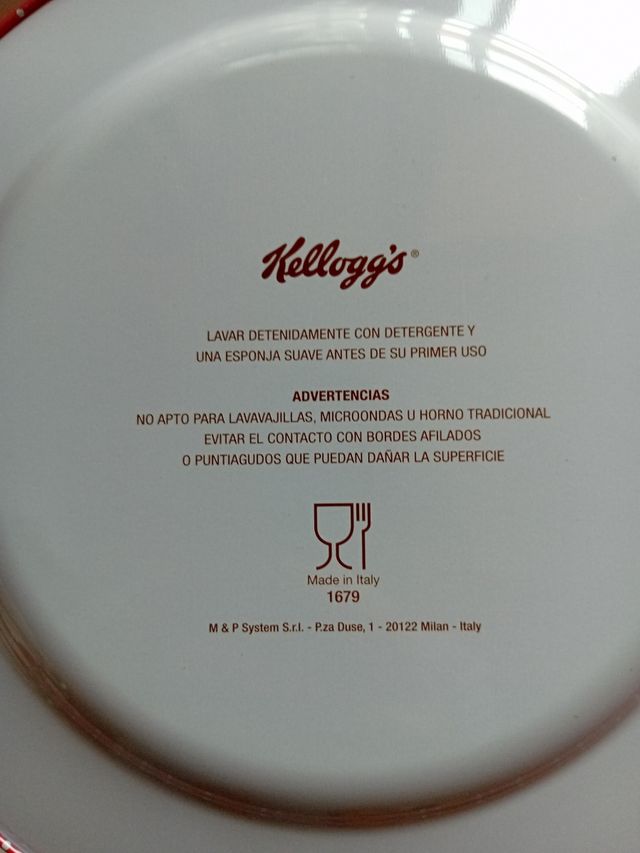 Kellogg's®
LAVAR DETENIDAMENTE CON DETERGENTE Y
UNA ESPONJA SUAVE ANTES DE SU PRIMER USO
ADVERTENCIAS
NO APTO PARA LAVAVAJILLAS, MICROONDAS U HORNO TRADICIONAL
EVITAR EL CONTACTO CON BORDES AFILADOS
O PUNTIAGUDOS QUE PUEDAN DAÑAR LA SUPERFICIE
Made in Italy
1679
M & P System S.r.l. - P.za Duse, 1 - 20122 Milan - Italy